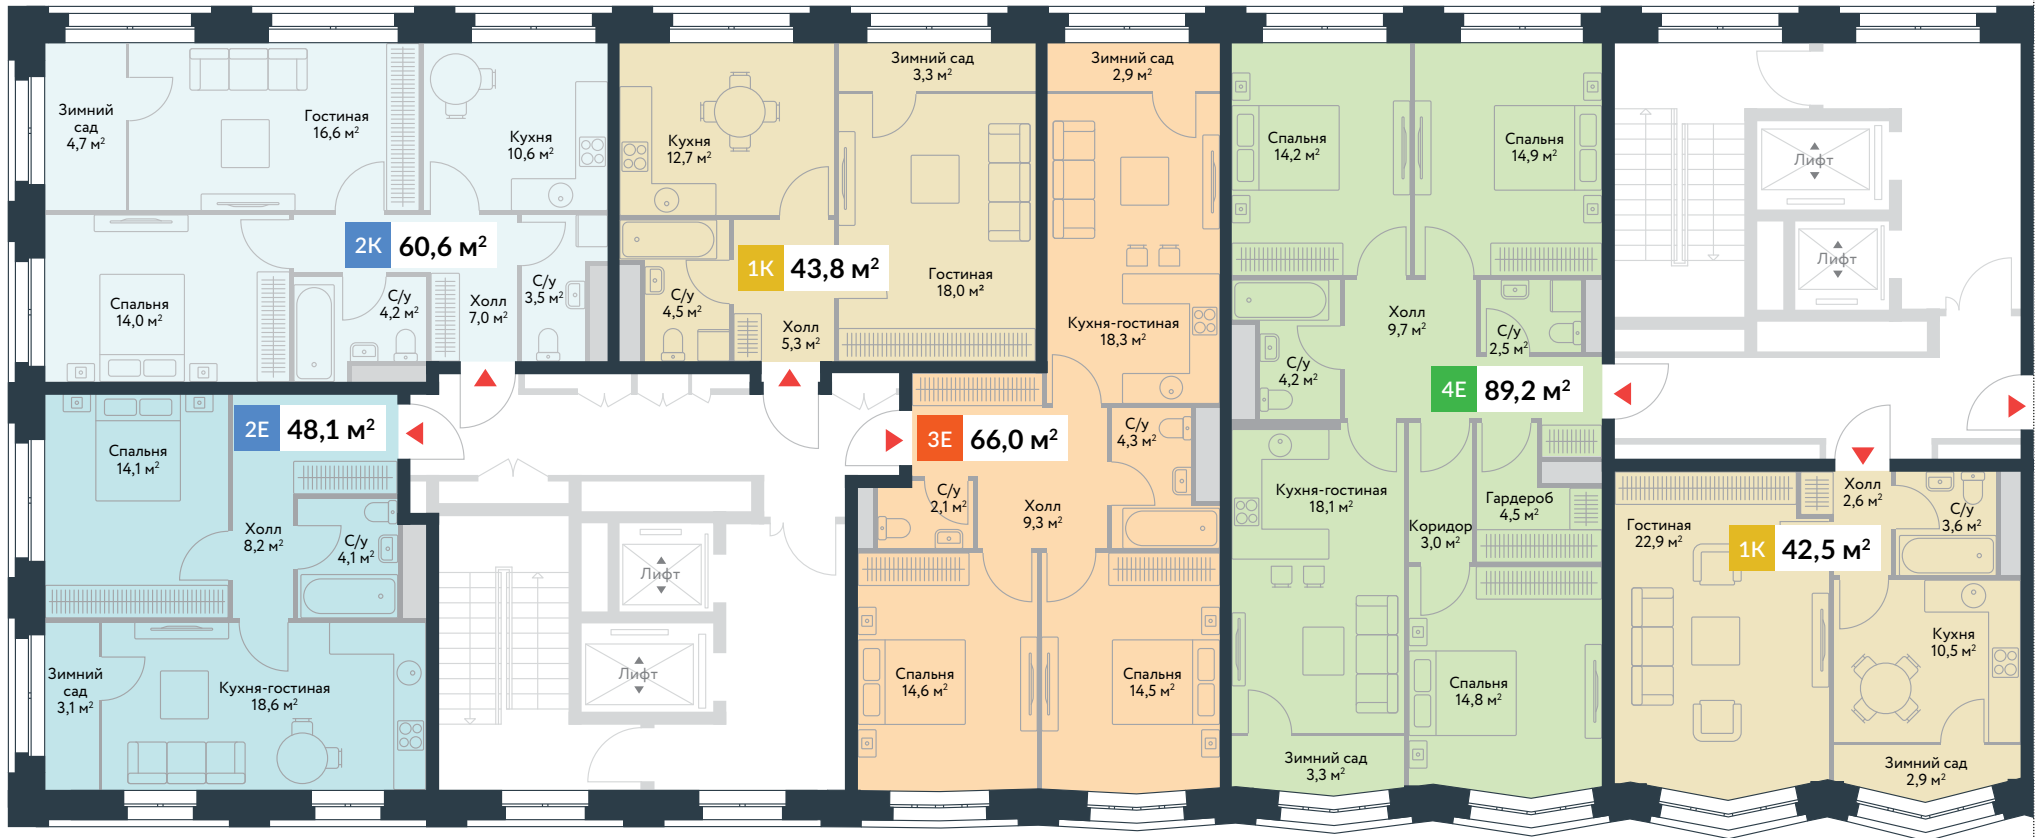 Зимний
сад
4,7 м²
Гостиная
16,6 м²
Кухня
10,6 м²
2К 60,6 м²
Спальня
14,0 м²
С/у
4,2 м²
Холл
7,0 м²
С/у
3,5 м²
Кухня
12,7 м²
Зимний сад
3,3 м²
1К 43,8 м²
С/у
4,5 м²
Холл
5,3 м²
Гостиная
18,0 м²
Зимний сад
2,9 м²
Кухня-гостиная
18,3 м²
3Е 66,0 м²
С/у
4,3 м²
С/у
2,1 м²
Холл
9,3 м²
Спальня
14,6 м²
Спальня
14,5 м²
Спальня
14,2 м²
Спальня
14,9 м²
Холл
9,7 м²
С/у
2,5 м²
С/у
4,2 м²
4Е 89,2 м²
Кухня-гостиная
18,1 м²
Коридор
3,0 м²
Гардероб
4,5 м²
Спальня
14,8 м²
Зимний сад
3,3 м²
Лифт
Лифт
2Е 48,1 м²
Спальня
14,1 м²
Холл
8,2 м²
С/у
4,1 м²
Зимний
сад
3,1 м²
Кухня-гостиная
18,6 м²
Лифт
Лифт
Гостиная
22,9 м²
Холл
2,6 м²
С/у
3,6 м²
1К 42,5 м²
Кухня
10,5 м²
Зимний сад
2,9 м²